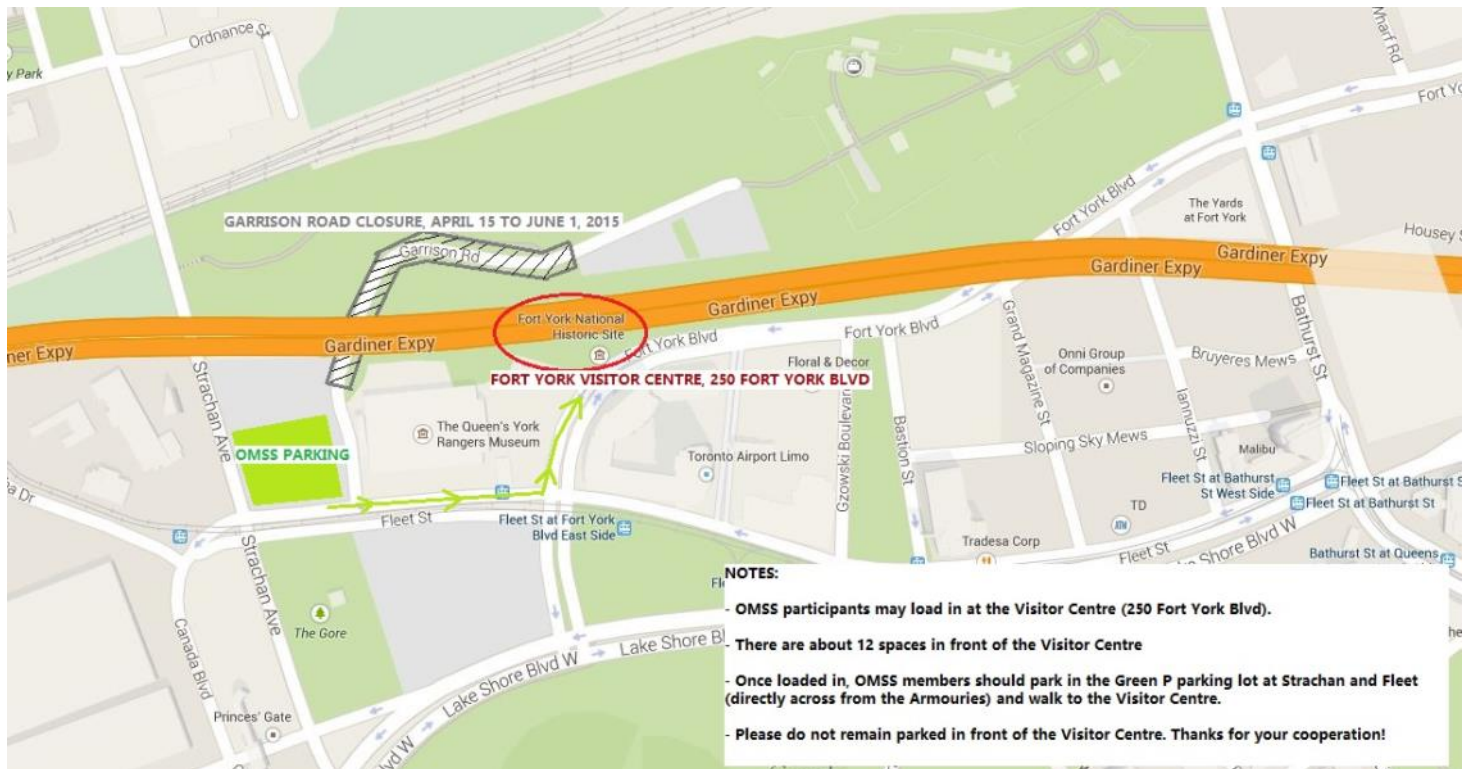 Ordnance St
y Park
Wharf Rd
Fort Yo
Fort York Blvd
The Yards
at Fort York
Housey S
GARRISON ROAD CLOSURE, APRIL 15 TO JUNE 1, 2015
Garrison Rd
Gardiner Expy
Gardiner Expy
Gardiner Expy
Gardiner Expy
ner Expy
Fort York National
Historic Site
Fort York Blvd
Fort York Blvd
FORT YORK VISITOR CENTRE, 250 FORT YORK BLVD
Floral & Decor
Onni Group
of Companies
Bruyeres Mews
Bathurst St
Grand Magazine St
Iannuzzi St
Strachan Ave
The Queen's York
Rangers Museum
OMSS PARKING
Toronto Airport Limo
Gzowski Boulevard
Bastion St
Sloping Sky Mews
Malibu
Fleet St at Bathurst
St West Side
Fleet St at Bathurst S
Fleet St at Bathurst St
TD
a Dr
Fleet St
Fleet St at Fort York
Blvd East Side
Tradesa Corp
Fleet St
Lake Shore Blvd W
Bathurst St at Queens
Strachan Ave
The Gore
Canada Blvd
Princes' Gate
Lake Shore Blvd W
Lake Shore Bl
lvd W
Fle
he
NOTES:
- OMSS participants may load in at the Visitor Centre (250 Fort York Blvd).
- There are about 12 spaces in front of the Visitor Centre
- Once loaded in, OMSS members should park in the Green P parking lot at Strachan and Fleet
(directly across from the Armouries) and walk to the Visitor Centre.
- Please do not remain parked in front of the Visitor Centre. Thanks for your cooperation!